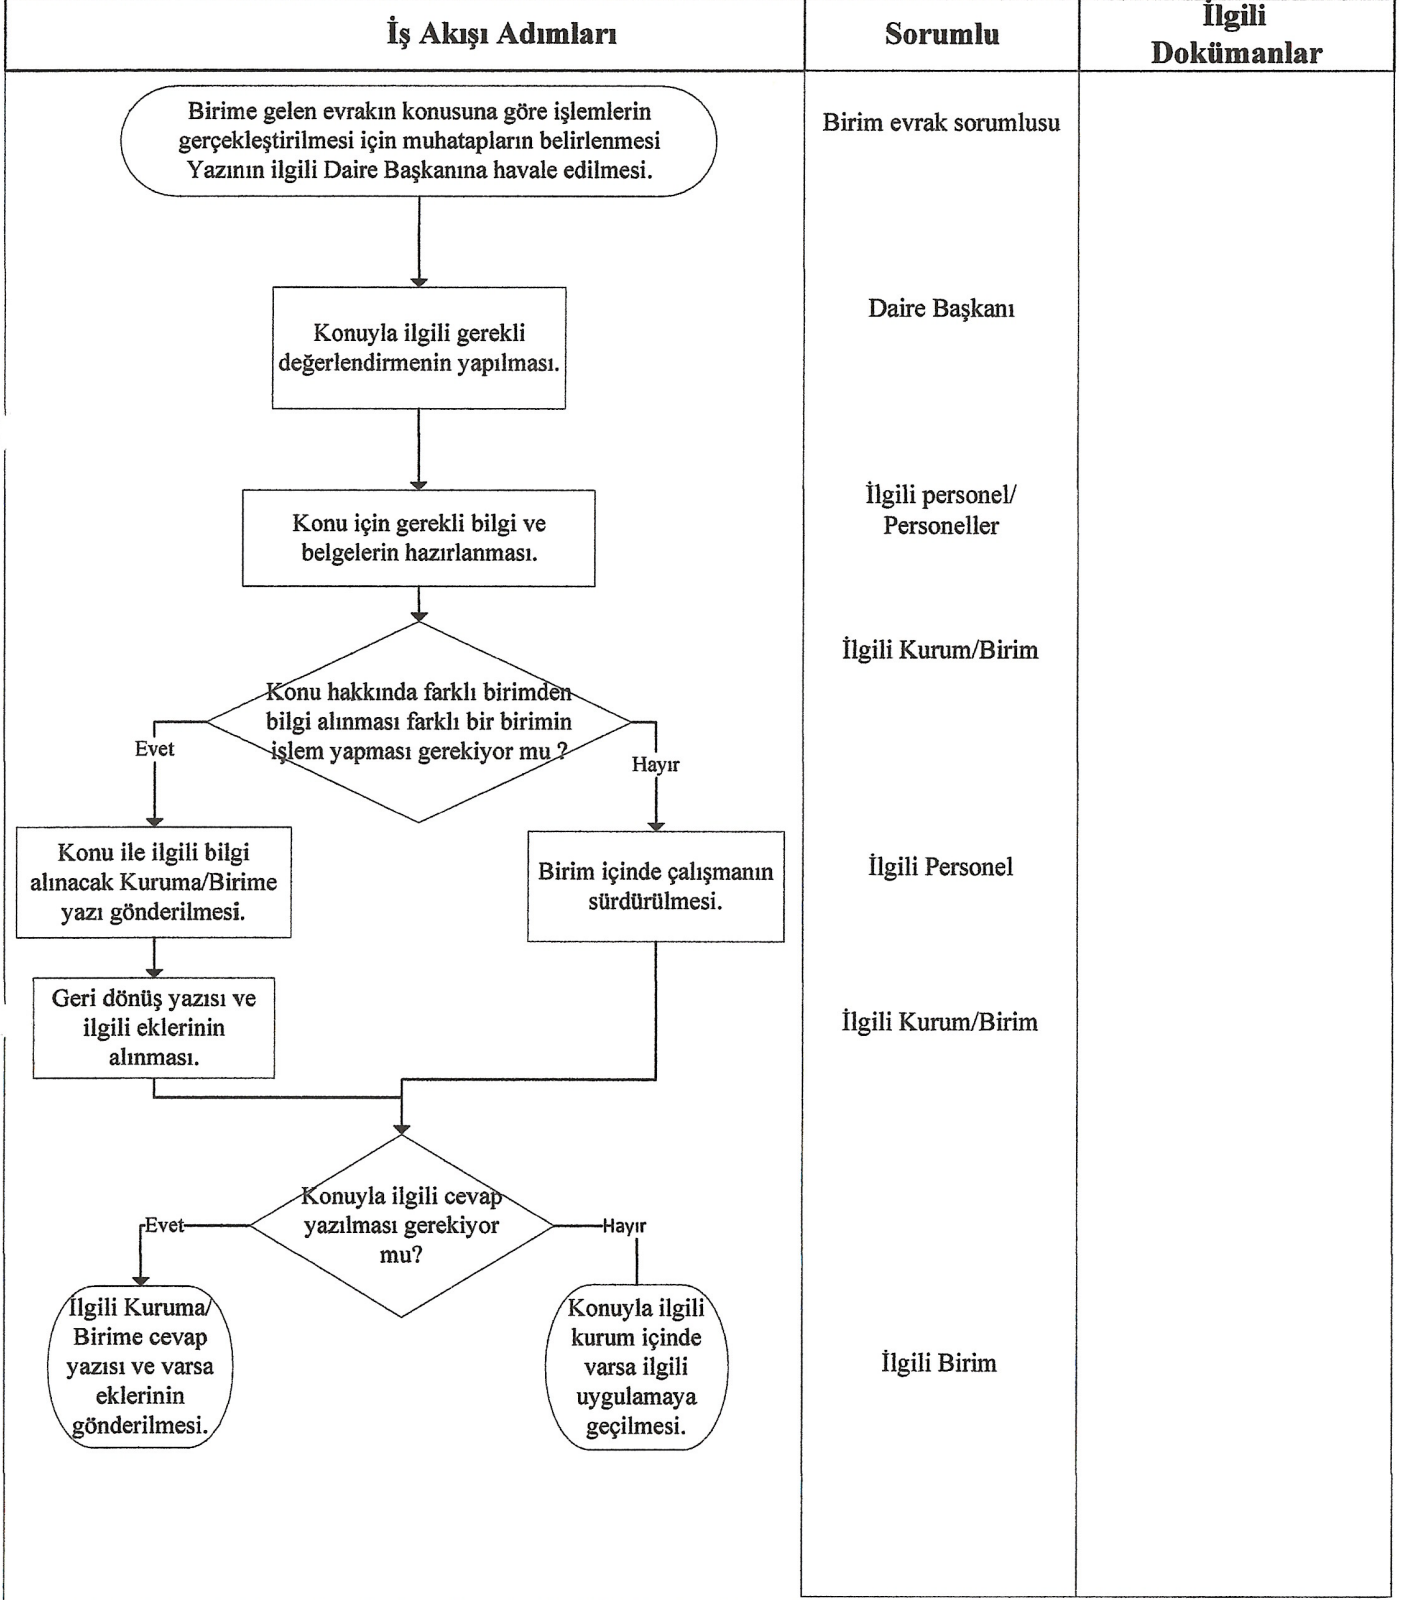 İş Akışı Adımları
Sorumlu
İlgili
Dokümanlar
Birime gelen evrakın konusuna göre işlemlerin
gerçekleştirilmesi için muhatapların belirlenmesi
Yazının ilgili Daire Başkanına havale edilmesi.
Birim evrak sorumlusu
Konuyla ilgili gerekli
değerlendirmenin yapılması.
Daire Başkanı
Konu için gerekli bilgi ve
belgelerin hazırlanması.
İlgili personel/
Personeller
Konu hakkında farklı birimden
bilgi alınması farklı bir birimin
işlem yapması gerekiyor mu ?
İlgili Kurum/Birim
Evet
Hayır
Konu ile ilgili bilgi
alınacak Kuruma/Birime
yazı gönderilmesi.
Birim içinde çalışmanın
sürdürülmesi.
İlgili Personel
Geri dönüş yazısı ve
ilgili eklerinin
alınması.
İlgili Kurum/Birim
Konuyla ilgili cevap
yazılması gerekiyor
mu?
Evet
Hayır
İlgili Kuruma/
Birime cevap
yazısı ve varsa
eklerinin
gönderilmesi.
Konuyla ilgili
kurum içinde
varsa ilgili
uygulamaya
geçilmesi.
İlgili Birim